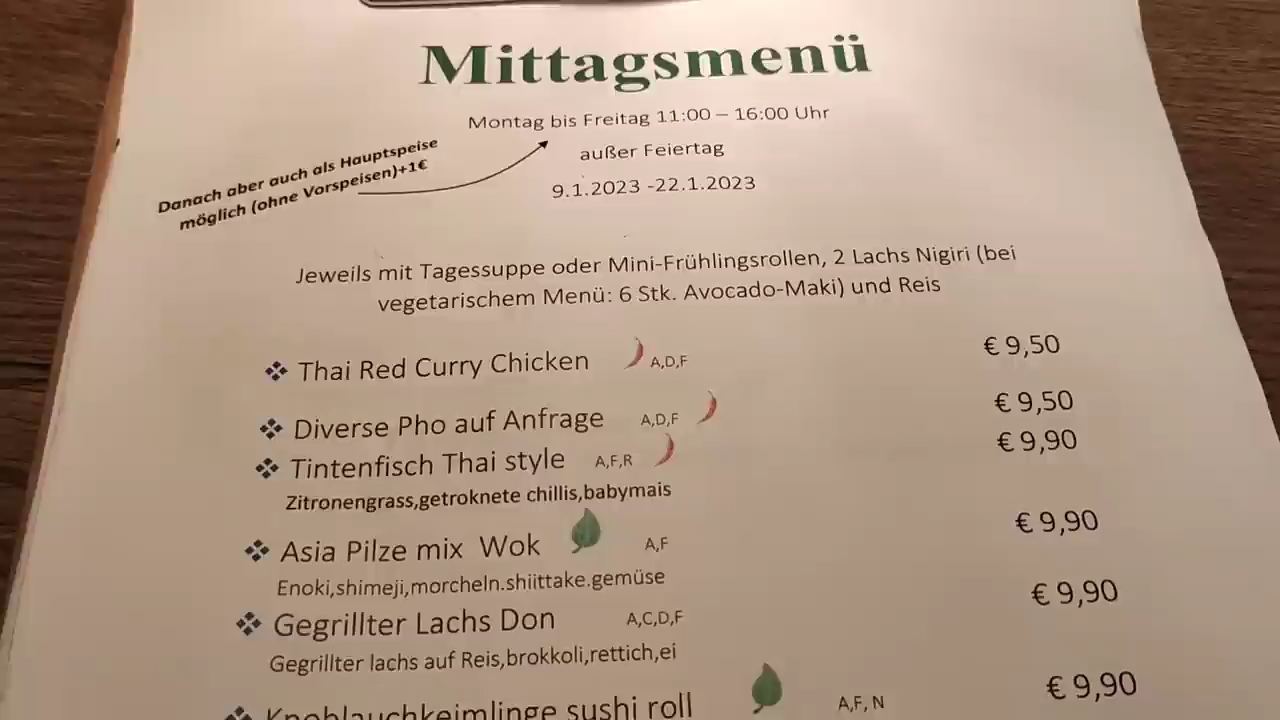 Mittagsmenü
Montag bis Freitag 11:00 – 16:00 Uhr
außer Feiertag
9.1.2023 -22.1.2023
Danach aber auch als Hauptspeise
möglich (ohne Vorspeisen)+1€
Jeweils mit Tagessuppe oder Mini-Frühlingsrollen, 2 Lachs Nigiri (bei
vegetarischem Menü: 6 Stk. Avocado-Maki) und Reis
Thai Red Curry Chicken A,D,F € 9,50
Diverse Pho auf Anfrage A,D,F € 9,50
Tintenfisch Thai style A,F,R € 9,90
Zitronengrass,getroknete chillis,babymais
Asia Pilze mix Wok A,F € 9,90
Enoki,shimeji,morcheln.shiittake.gemüse
Gegrillter Lachs Don A,C,D,F € 9,90
Gegrillter lachs auf Reis,brokkoli,rettich,ei
Knoblauchkeimlinge sushi roll A,F, N € 9,90